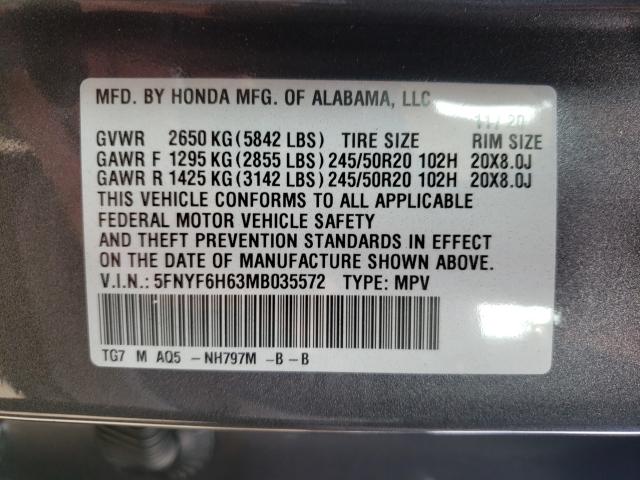 MFD. BY HONDA MFG. OF ALABAMA, LLC 11/20
GVWR 2650 KG (5842 LBS) TIRE SIZE RIM SIZE
GAWR F 1295 KG (2855 LBS) 245/50R20 102H 20X8.0J
GAWR R 1425 KG (3142 LBS) 245/50R20 102H 20X8.0J
THIS VEHICLE CONFORMS TO ALL APPLICABLE
FEDERAL MOTOR VEHICLE SAFETY
AND THEFT PREVENTION STANDARDS IN EFFECT
ON THE DATE OF MANUFACTURE SHOWN ABOVE.
V.I.N.: 5FNYF6H63MB035572 TYPE: MPV
TG7 M AQ5 -NH797M -B -B